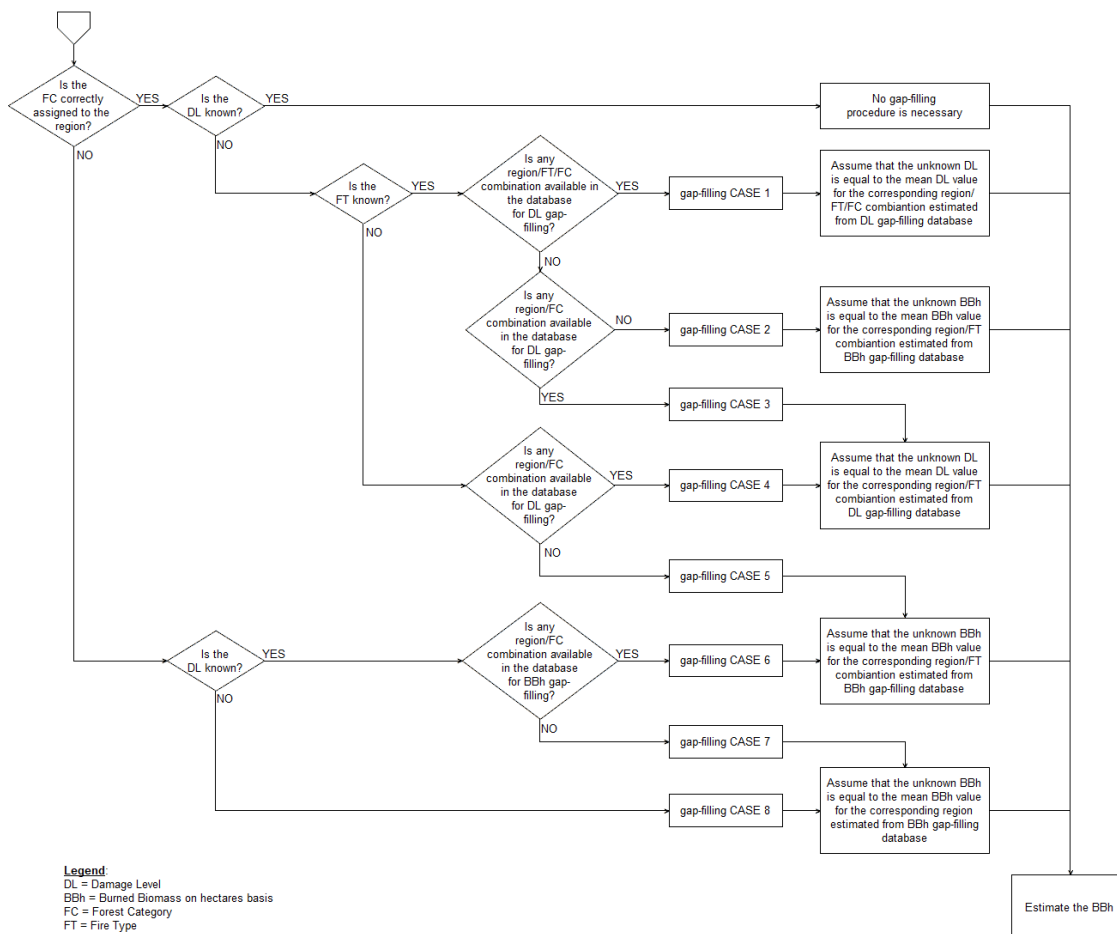 Is the
FC correctly
assigned to the
region?
YES
NO
Is the
DL known?
YES
NO
No gap-filling
procedure is necessary
Is the
FT known?
YES
NO
Is any
region/FT/FC
combination available in
the database
for DL gap-
filling?
YES
NO
gap-filling CASE 1
Assume that the unknown DL
is equal to the mean DL value
for the corresponding region/
FT/FC combiantion estimated
from DL gap-filling database
Is any
region/FC
combination available
in the database
for DL gap-
filling?
NO
YES
gap-filling CASE 2
Assume that the unknown BBh
is equal to the mean BBh value
for the corresponding region/FT
combiantion estimated from
BBh gap-filling database
gap-filling CASE 3
Is any
region/FC
combination available
in the database
for DL gap-
filling?
YES
NO
gap-filling CASE 4
Assume that the unknown DL
is equal to the mean DL value
for the corresponding region/FT
combiantion estimated from
DL gap-filling database
gap-filling CASE 5
Is the
DL known?
YES
NO
Is any
region/FC
combination available
in the database
for BBh gap-
filling?
YES
NO
gap-filling CASE 6
Assume that the unknown BBh
is equal to the mean BBh value
for the corresponding region/FT
combiantion estimated from
BBh gap-filling database
gap-filling CASE 7
gap-filling CASE 8
Assume that the unknown BBh
is equal to the mean BBh value
for the corresponding region
estimated from BBh gap-filling
database
Legend:
DL = Damage Level
BBh = Burned Biomass on hectares basis
FC = Forest Category
FT = Fire Type
Estimate the BBh